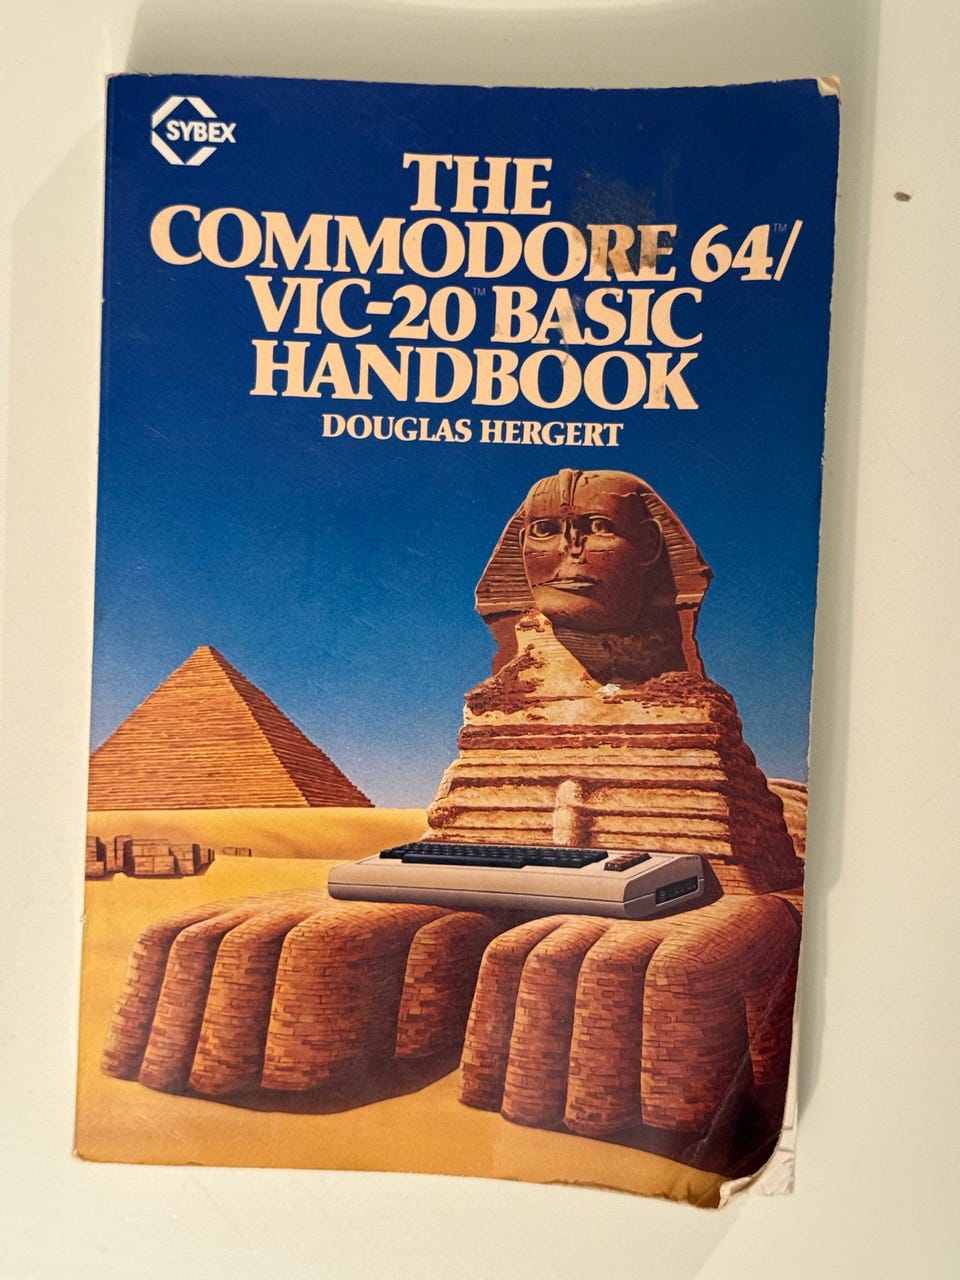 SYBEX
THE
COMMODORE 64™/
VIC-20™ BASIC
HANDBOOK
DOUGLAS HERGERT